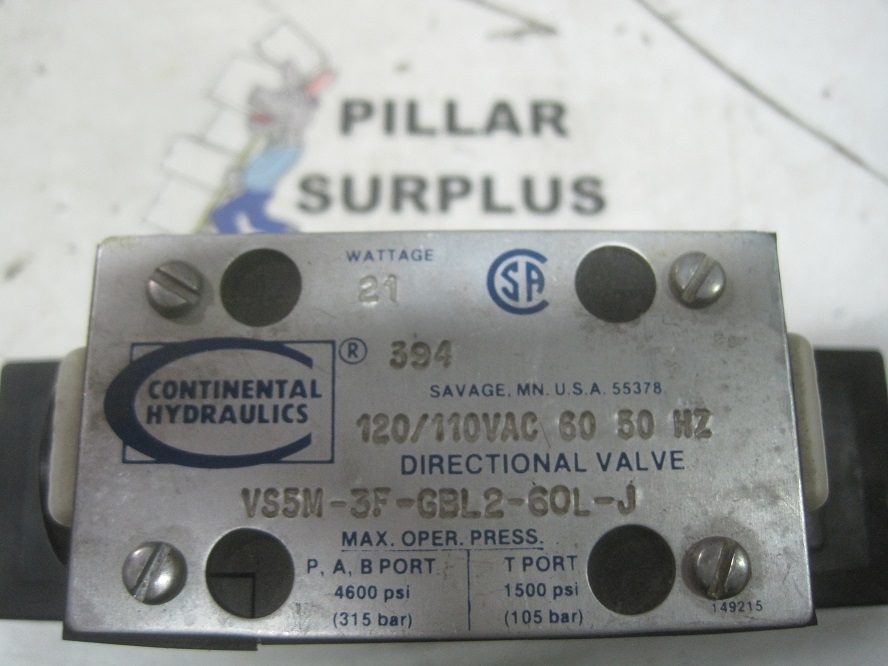 PILLAR
SURPLUS
WATTAGE
21
CSA
® 394
CONTINENTAL
HYDRAULICS
SAVAGE, MN. U.S.A. 55378
120/110VAC 60 50 HZ
DIRECTIONAL VALVE
VS5M-3F-GBL2-60L-J
MAX. OPER. PRESS.
P, A, B PORT
4600 psi
(315 bar)
T PORT
1500 psi
(105 bar)
149215